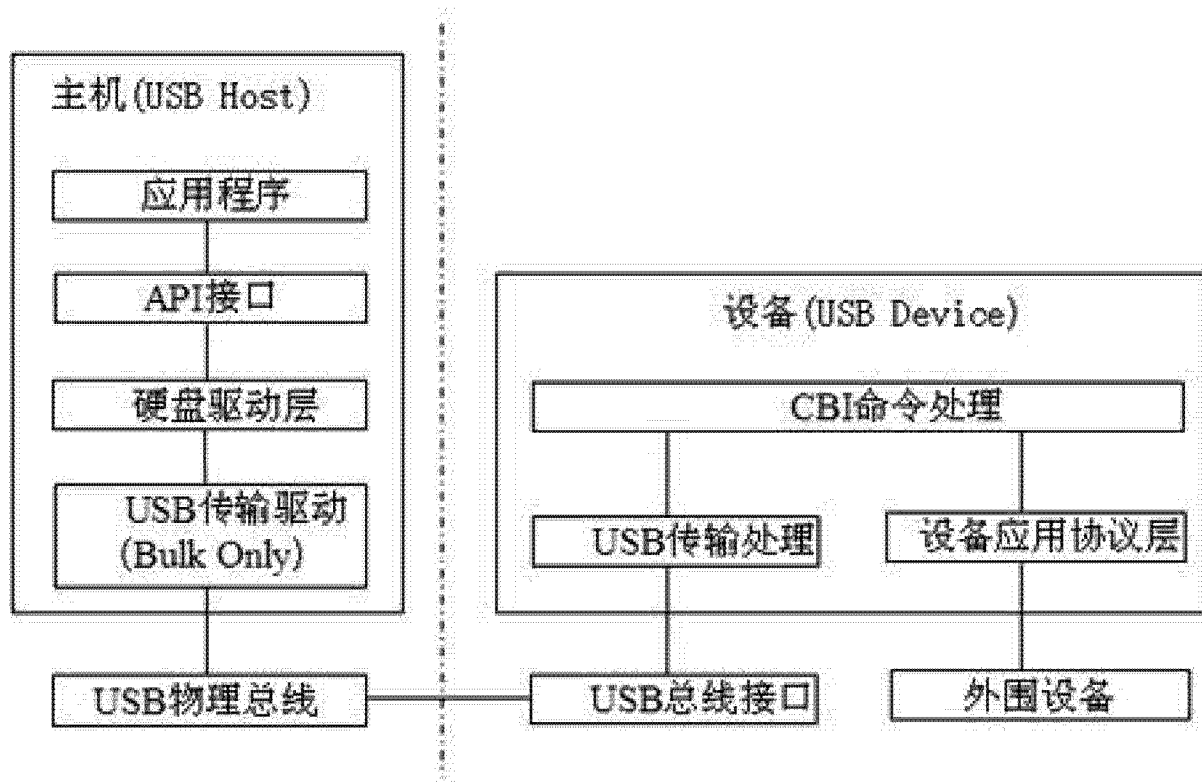 主机(USB Host)
应用程序
API接口
硬盘驱动层
USB传输驱动
(Bulk Only)
USB物理总线
设备(USB Device)
CBI命令处理
USB传输处理
设备应用协议层
USB总线接口
外围设备